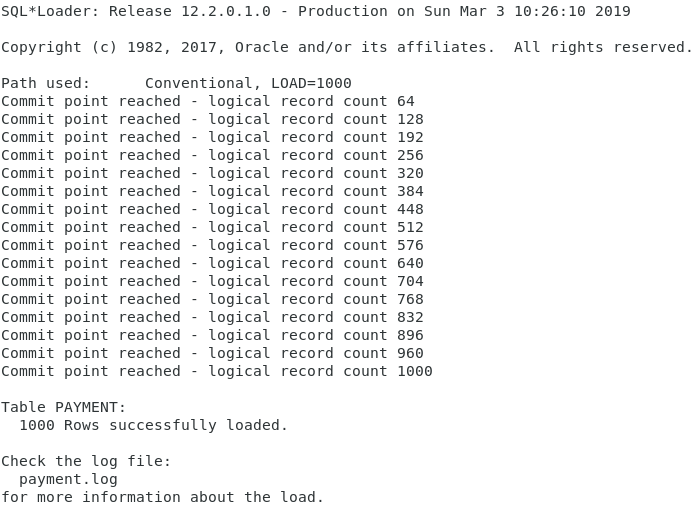 SQL*Loader: Release 12.2.0.1.0 - Production on Sun Mar 3 10:26:10 2019
Copyright (c) 1982, 2017, Oracle and/or its affiliates.  All rights reserved.
Path used:      Conventional, LOAD=1000
Commit point reached - logical record count 64
Commit point reached - logical record count 128
Commit point reached - logical record count 192
Commit point reached - logical record count 256
Commit point reached - logical record count 320
Commit point reached - logical record count 384
Commit point reached - logical record count 448
Commit point reached - logical record count 512
Commit point reached - logical record count 576
Commit point reached - logical record count 640
Commit point reached - logical record count 704
Commit point reached - logical record count 768
Commit point reached - logical record count 832
Commit point reached - logical record count 896
Commit point reached - logical record count 960
Commit point reached - logical record count 1000
Table PAYMENT:
  1000 Rows successfully loaded.
Check the log file:
  payment.log
for more information about the load.